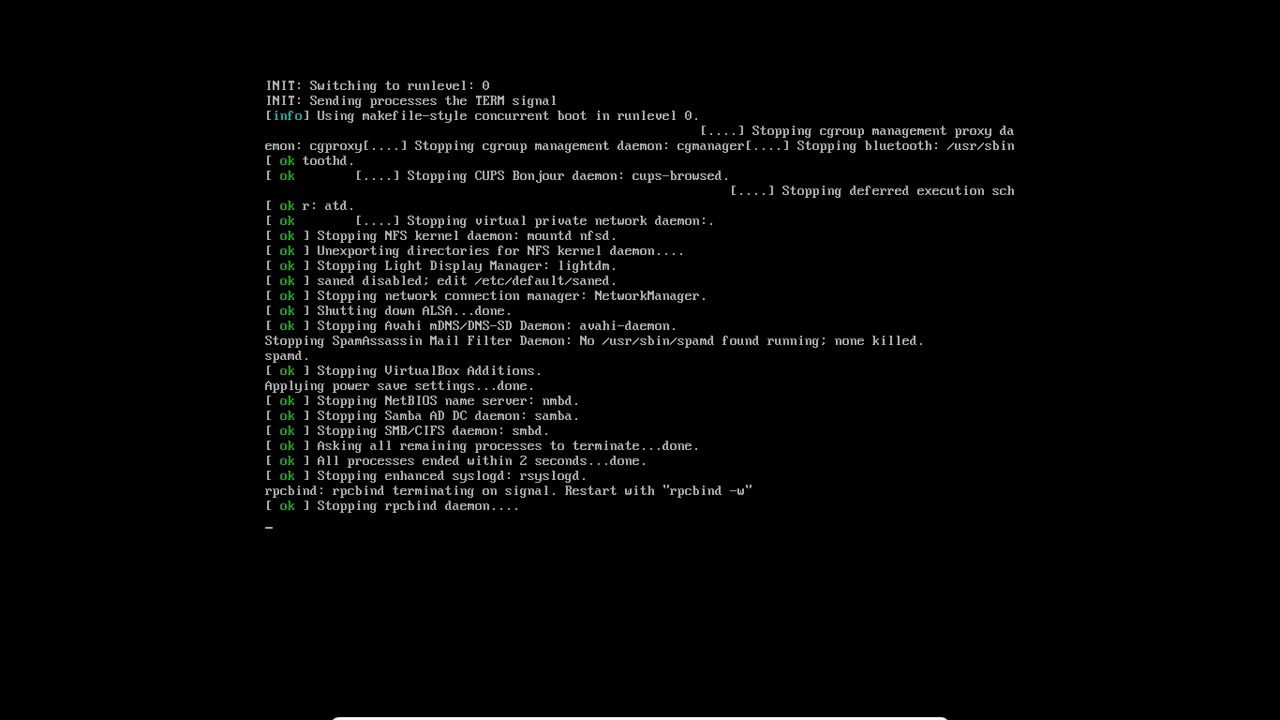 INIT: Switching to runlevel: 0
INIT: Sending processes the TERM signal
[info] Using makefile-style concurrent boot in runlevel 0.
[....] Stopping cgroup management proxy da
emon: cgproxy[....] Stopping cgroup management daemon: cgmanager[....] Stopping bluetooth: /usr/sbin
[ ok toothd.
[ ok [....] Stopping CUPS Bonjour daemon: cups-browsed.
[....] Stopping deferred execution sch
[ ok r: atd.
[ ok [....] Stopping virtual private network daemon:.
[ ok ] Stopping NFS kernel daemon: mountd nfsd.
[ ok ] Unexporting directories for NFS kernel daemon....
[ ok ] Stopping Light Display Manager: lightdm.
[ ok ] saned disabled; edit /etc/default/saned.
[ ok ] Stopping network connection manager: NetworkManager.
[ ok ] Shutting down ALSA...done.
[ ok ] Stopping Avahi mDNS/DNS-SD Daemon: avahi-daemon.
Stopping SpamAssassin Mail Filter Daemon: No /usr/sbin/spamd found running; none killed.
spamd.
[ ok ] Stopping VirtualBox Additions.
Applying power save settings...done.
[ ok ] Stopping NetBIOS name server: nmbd.
[ ok ] Stopping Samba AD DC daemon: samba.
[ ok ] Stopping SMB/CIFS daemon: smbd.
[ ok ] Asking all remaining processes to terminate...done.
[ ok ] All processes ended within 2 seconds...done.
[ ok ] Stopping enhanced syslogd: rsyslogd.
rpcbind: rpcbind terminating on signal. Restart with "rpcbind -w"
[ ok ] Stopping rpcbind daemon....
_